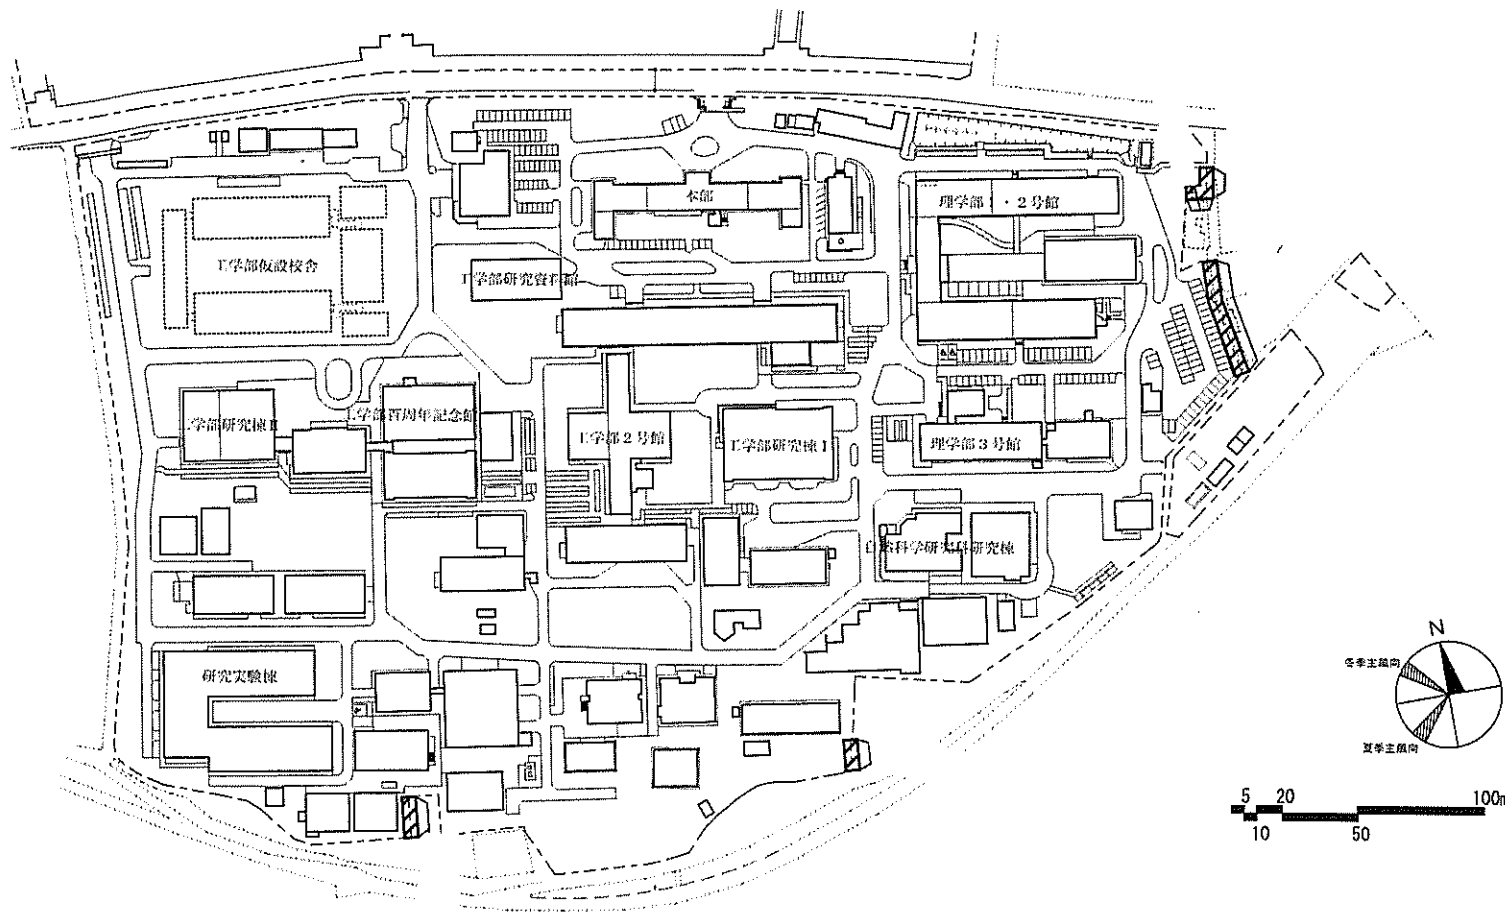 本部
理学部1・2号館
工学部仮設校舎
工学部研究資料館
工学部研究棟Ⅱ
工学部百周年記念館
工学部2号館
工学部研究棟Ⅰ
理学部3号館
自然科学研究科研究棟
研究実験棟
N
冬季主風向
夏季主風向
5 20 100m
10 50